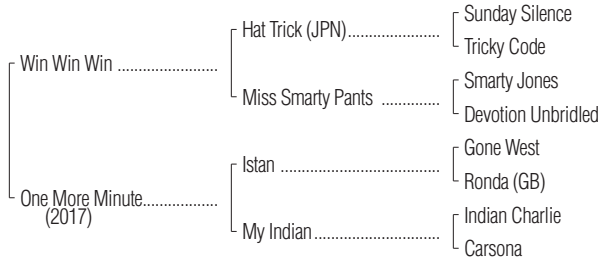 Sunday Silence
Hat Trick (JPN)....................
Tricky Code
Win Win Win ......................
Smarty Jones
Miss Smarty Pants .............
Devotion Unbridled
Gone West
Istan ...................................
Ronda (GB)
One More Minute................
(2017)
Indian Charlie
My Indian...........................
Carsona